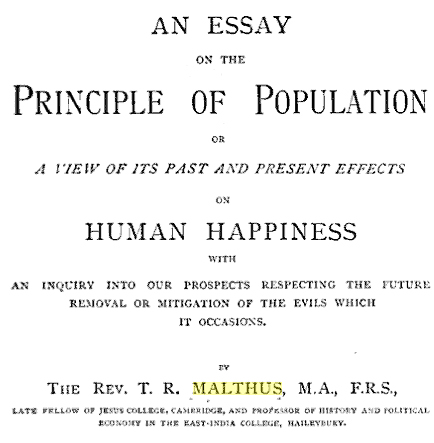 AN ESSAY
ON THE
PRINCIPLE OF POPULATION
OR
A VIEW OF ITS PAST AND PRESENT EFFECTS
ON
HUMAN HAPPINESS
WITH
AN INQUIRY INTO OUR PROSPECTS RESPECTING THE FUTURE
REMOVAL OR MITIGATION OF THE EVILS WHICH
IT OCCASIONS.
BY
THE REV. T. R. MALTHUS, M.A., F.R.S.,
LATE FELLOW OF JESUS COLLEGE, CAMBRIDGE, AND PROFESSOR OF HISTORY AND POLITICAL
ECONOMY IN THE EAST-INDIA COLLEGE, HAILEYBURY.